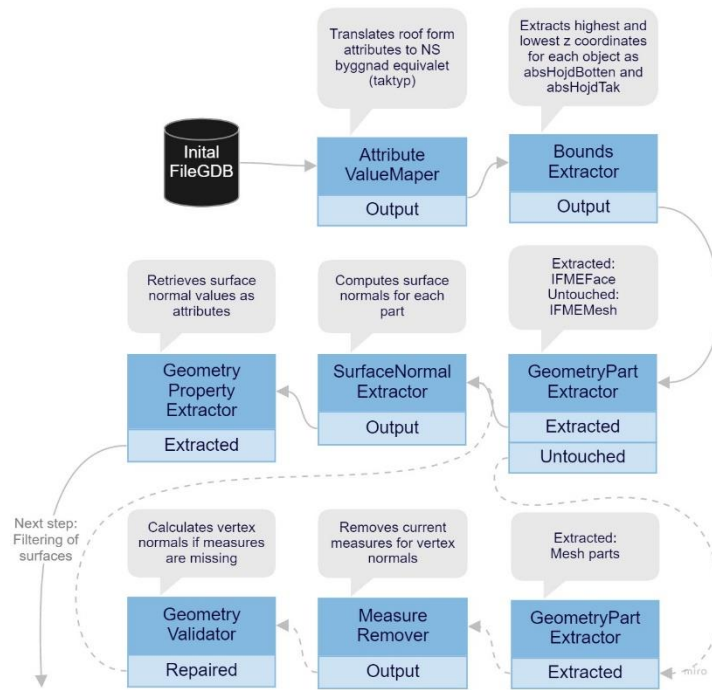 Translates roof form
attributes to NS
byggnad equivalet
(taktyp)
Extracts highest and
lowest z coordinates
for each object as
absHojdBotten and
absHojdTak
Inital
FileGDB
Attribute
ValueMaper
Output
Bounds
Extractor
Output
Retrieves surface
normal values as
attributes
Computes surface
normals for each
part
Extracted:
IFMEFace
Untouched:
IFMEMesh
Geometry
Property
Extractor
Extracted
SurfaceNormal
Extractor
Output
GeometryPart
Extractor
Extracted
Untouched
Next step:
Filtering of
surfaces
Calculates vertex
normals if measures
are missing
Removes current
measures for vertex
normals
Extracted:
Mesh parts
Geometry
Validator
Repaired
Measure
Remover
Output
GeometryPart
Extractor
Extracted
miro